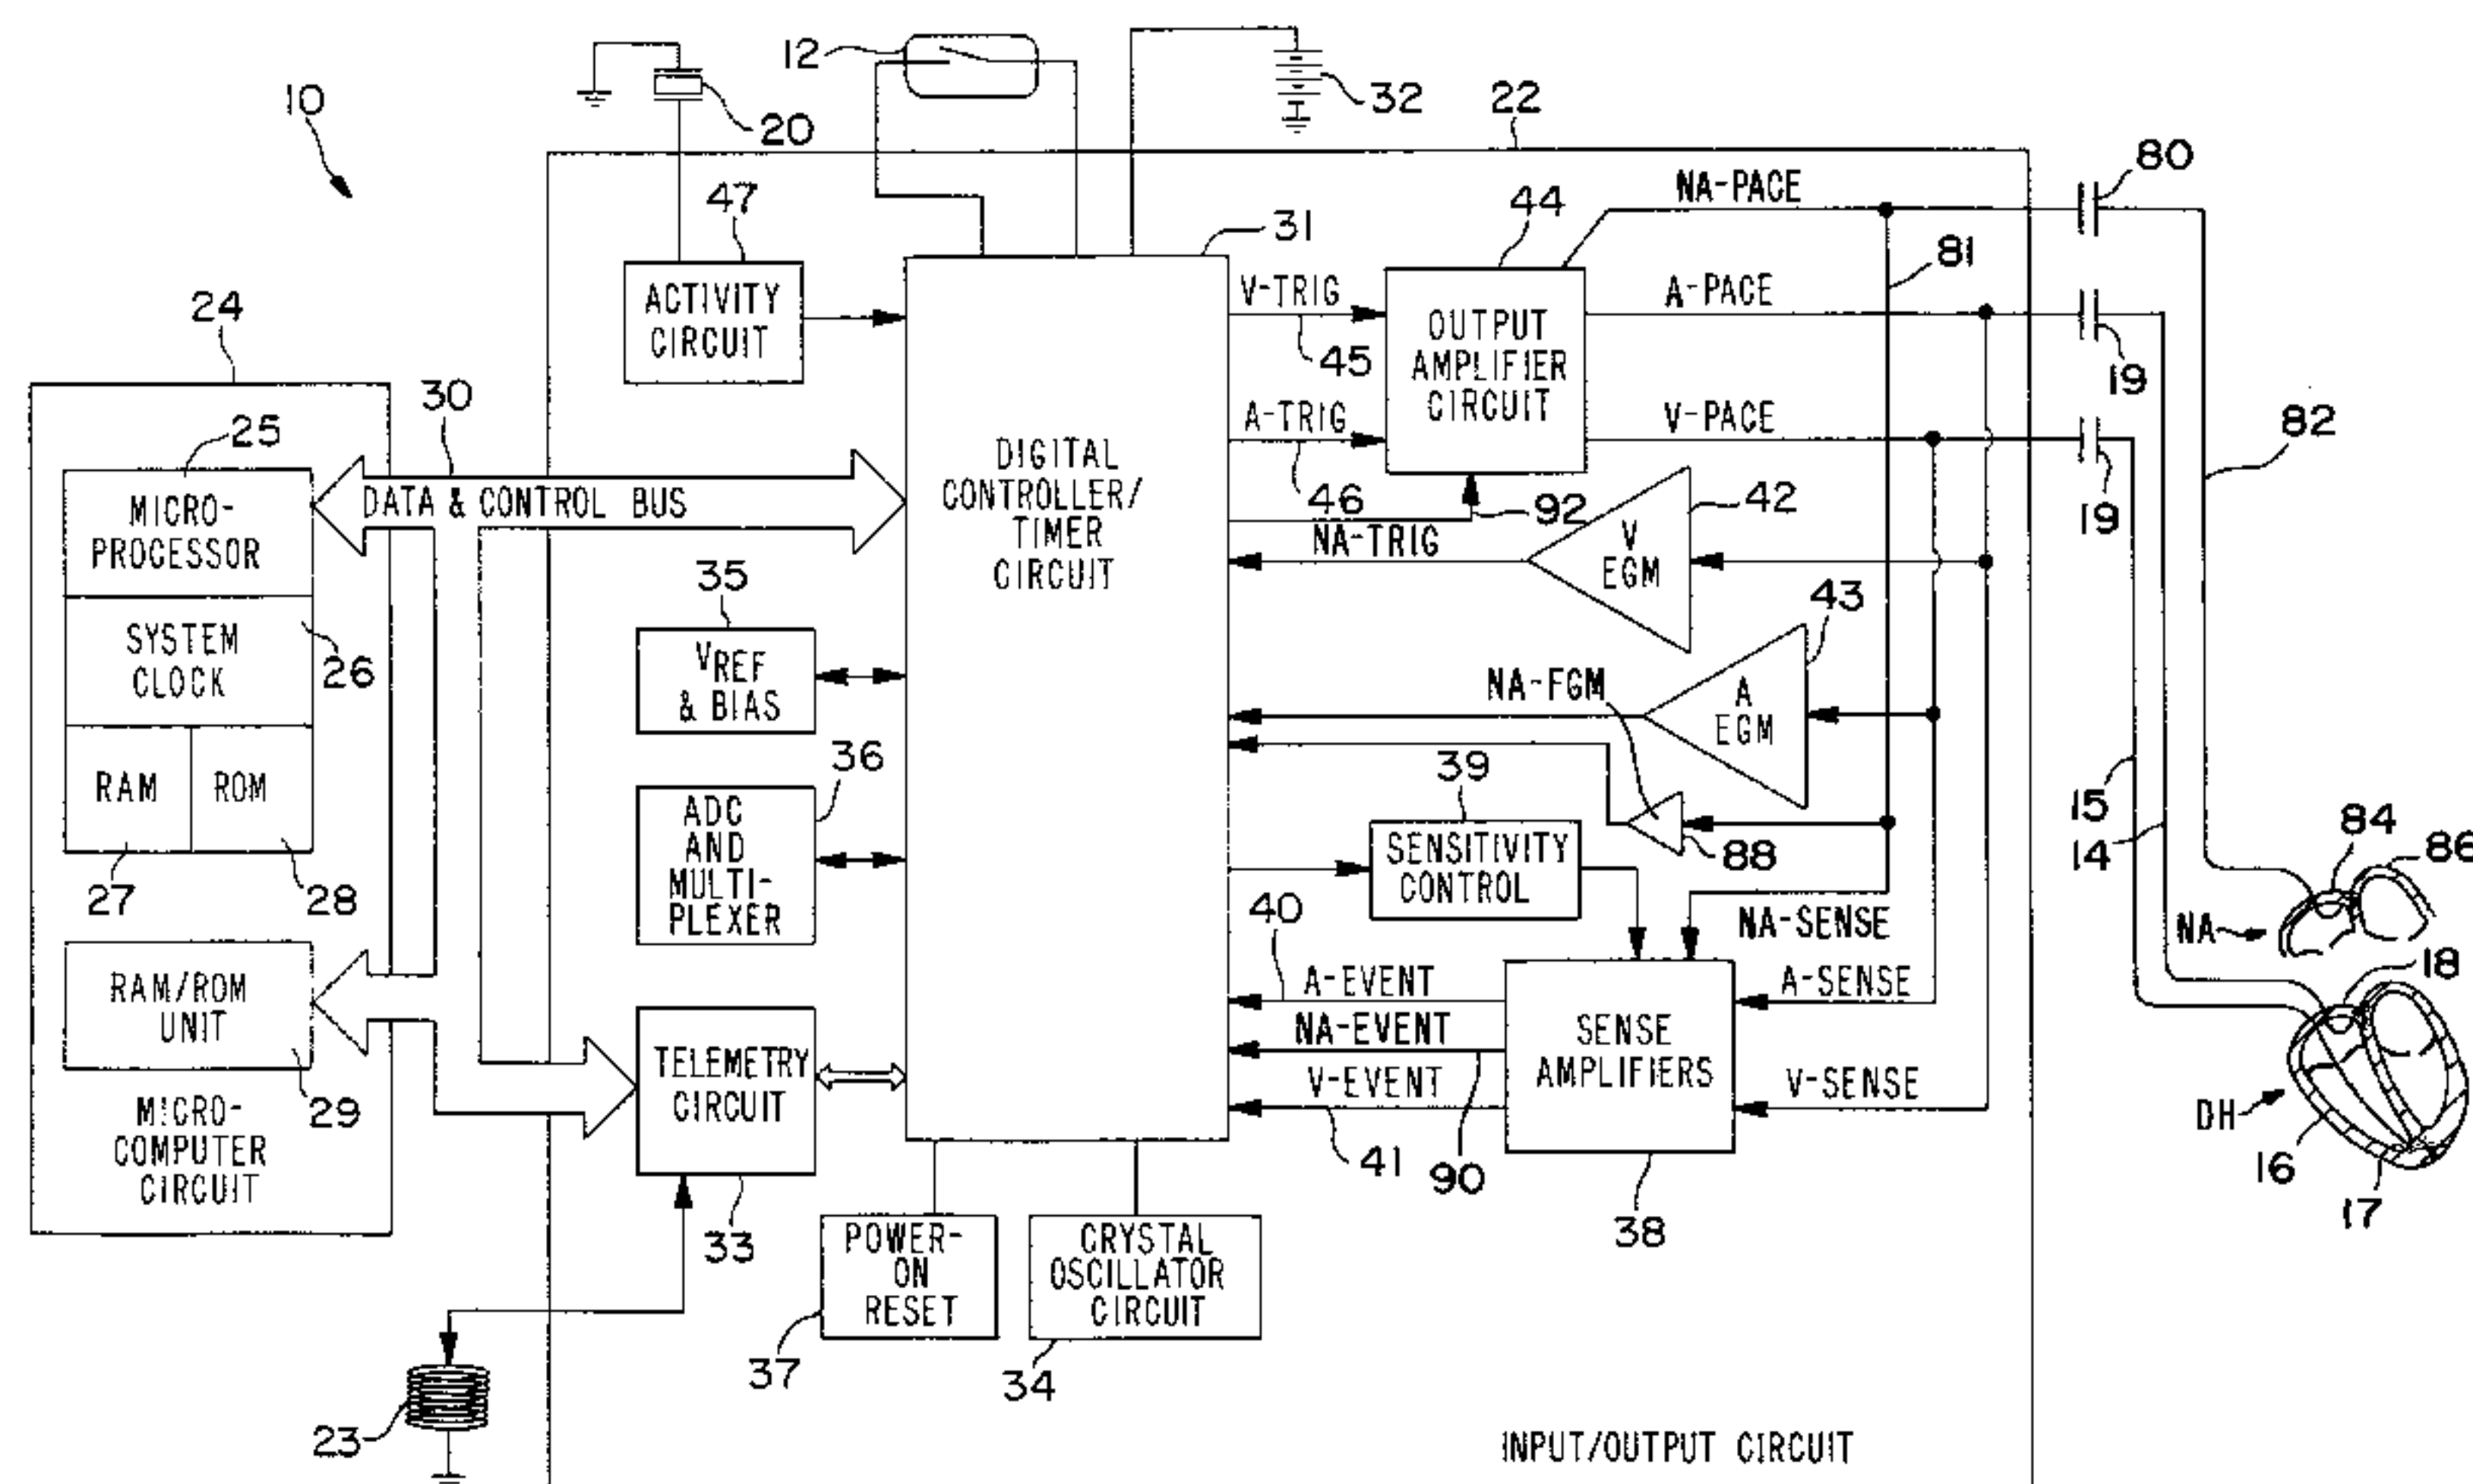 10
12
20
32
22
80
47
31
44
NA-PACE
81
24
ACTIVITY
CIRCUIT
V-TRIG
45
OUTPUT
AMPLIFIER
CIRCUIT
A-PACE
19
30
A-TRIG
46
V-PACE
19
82
25
MICRO-
PROCESSOR
DATA & CONTROL BUS
DIGITAL
CONTROLLER/
TIMER
CIRCUIT
92
NA-TRIG
V
EGM
42
SYSTEM
CLOCK
26
35
VREF
& BIAS
NA-FGM
A
EGM
43
RAM
ROM
27
28
36
ADC
AND
MULTI-
PLEXER
39
SENSITIVITY
CONTROL
88
15
14
84
86
NA
RAM/ROM
UNIT
29
MICRO-
COMPUTER
CIRCUIT
TELEMETRY
CIRCUIT
33
40
A-EVENT
NA-EVENT
V-EVENT
41
90
NA-SENSE
SENSE
AMPLIFIERS
A-SENSE
V-SENSE
38
18
DH
16
17
POWER-
ON
RESET
37
CRYSTAL
OSCILLATOR
CIRCUIT
34
23
INPUT/OUTPUT CIRCUIT